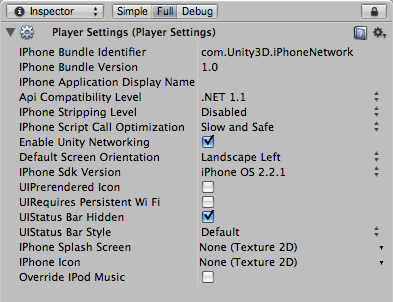 Inspector Simple Full Debug
Player Settings (Player Settings)
IPhone Bundle Identifier com.Unity3D.iPhoneNetwork
IPhone Bundle Version 1.0
IPhone Application Display Name
Api Compatibility Level .NET 1.1
IPhone Stripping Level Disabled
IPhone Script Call Optimization Slow and Safe
Enable Unity Networking
Default Screen Orientation Landscape Left
IPhone Sdk Version iPhone OS 2.2.1
UIPrerendered Icon
UIRequires Persistent Wi Fi
UIStatus Bar Hidden
UIStatus Bar Style Default
IPhone Splash Screen None (Texture 2D)
IPhone Icon None (Texture 2D)
Override IPod Music